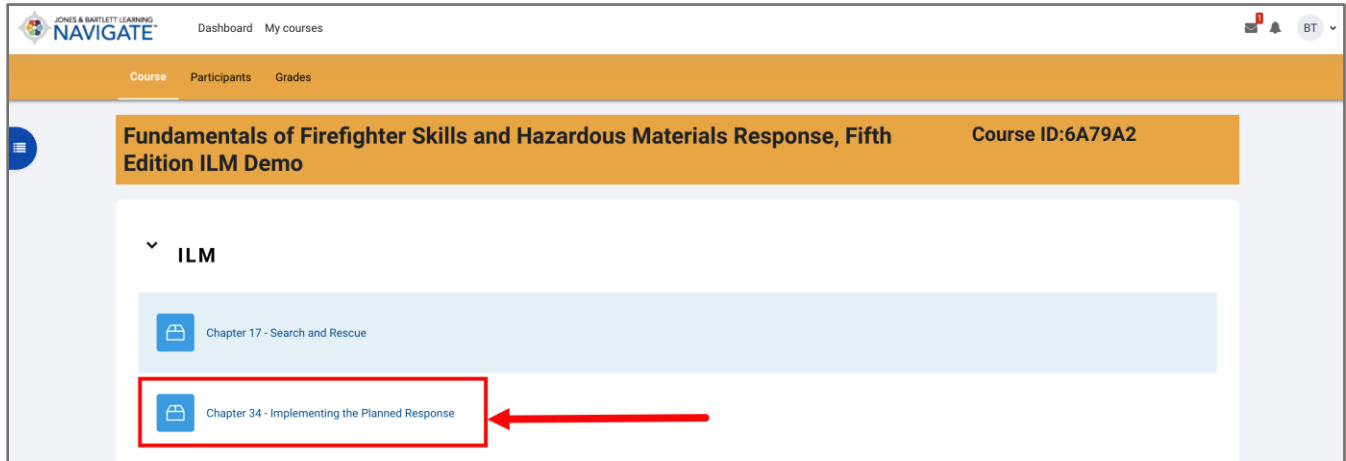 JONES & BARTLETT LEARNING
NAVIGATE™
Dashboard My courses
1
BT
Course Participants Grades
Fundamentals of Firefighter Skills and Hazardous Materials Response, Fifth
Edition ILM Demo
Course ID:6A79A2
ILM
Chapter 17 - Search and Rescue
Chapter 34 - Implementing the Planned Response